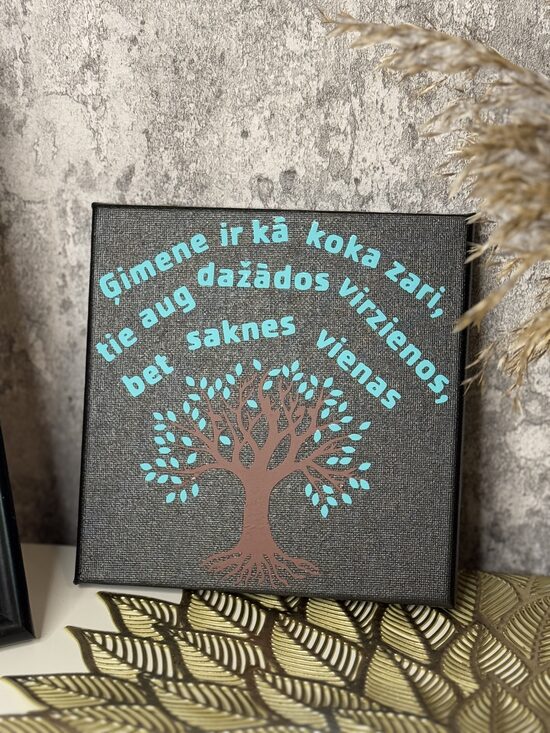 Ģimene ir kā koka zari,
tie aug dažādos virzienos,
bet saknes vienas